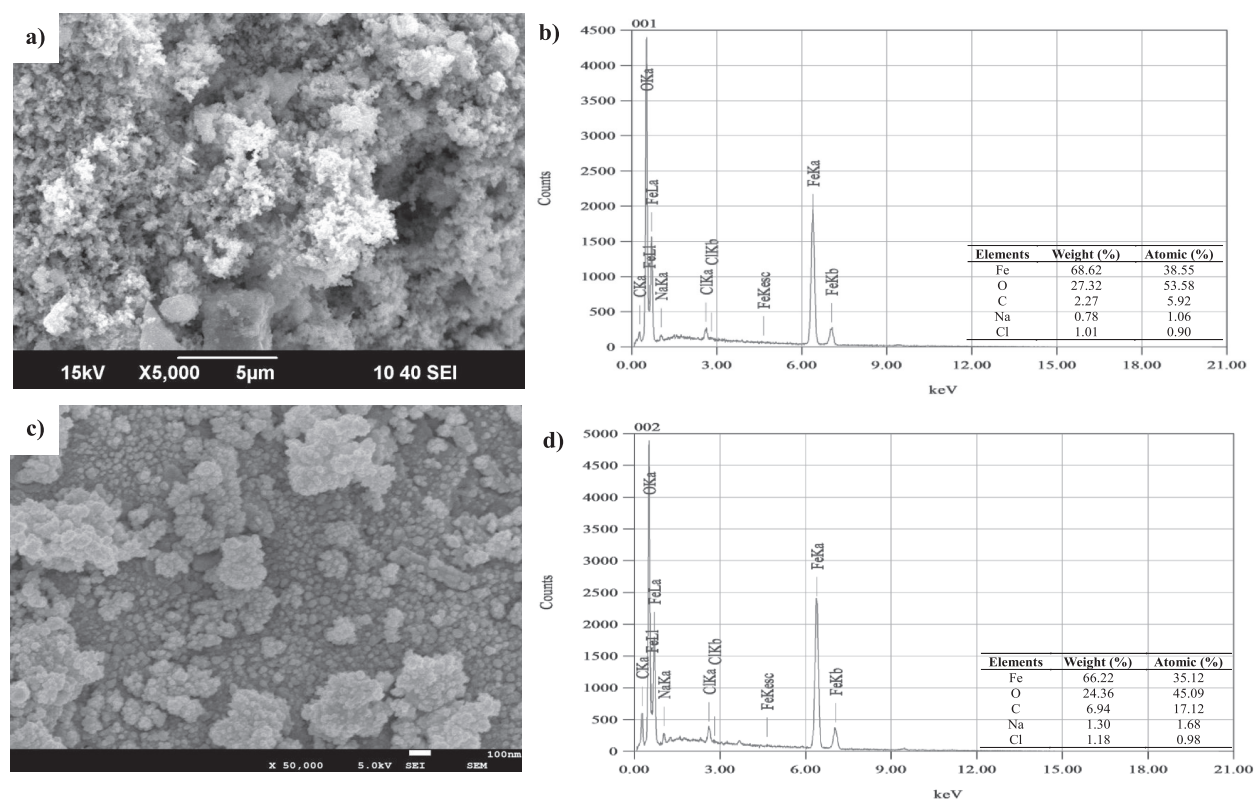 a)
15kV X5,000 5µm 10 40 SEI
b)
001
Counts
4500
4000
3500
3000
2500
2000
1500
1000
500
0
CKa
OKa
FeLl
FeLa
NaKa
ClKa
ClKb
FeKesc
FeKa
FeKb
Elements Weight (%) Atomic (%)
Fe 68.62 38.55
O 27.32 53.58
C 2.27 5.92
Na 0.78 1.06
Cl 1.01 0.90
0.00 3.00 6.00 9.00 12.00 15.00 18.00 21.00
keV
c)
100nm
X 50,000 5.0kV SEI SEM
d)
002
Counts
5000
4500
4000
3500
3000
2500
2000
1500
1000
500
0
CKa
OKa
FeLl
FeLa
NaKa
ClKa
ClKb
FeKesc
FeKa
FeKb
Elements Weight (%) Atomic (%)
Fe 66.22 35.12
O 24.36 45.09
C 6.94 17.12
Na 1.30 1.68
Cl 1.18 0.98
0.00 3.00 6.00 9.00 12.00 15.00 18.00 21.00
keV